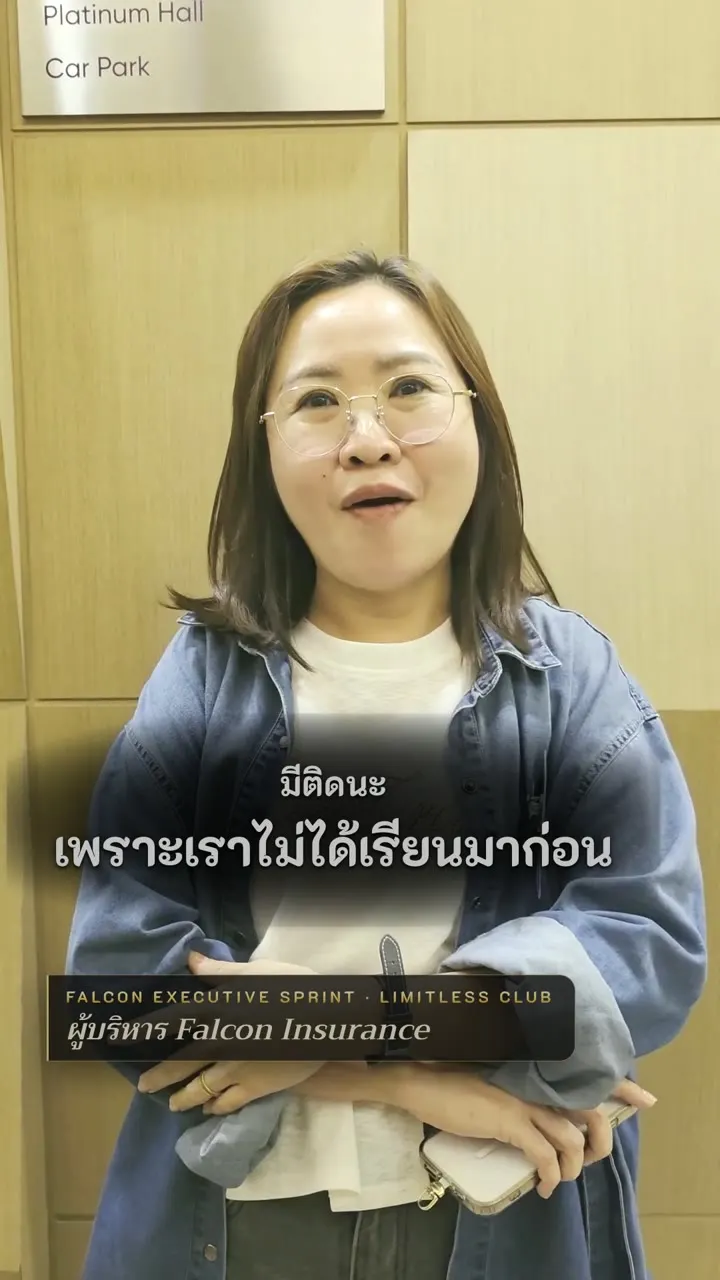 Platinum Hall
Car Park
มีติดนะ
เพราะเราไม่ได้เรียนมาก่อน
FALCON EXECUTIVE SPRINT · LIMITLESS CLUB
ผู้บริหาร Falcon Insurance